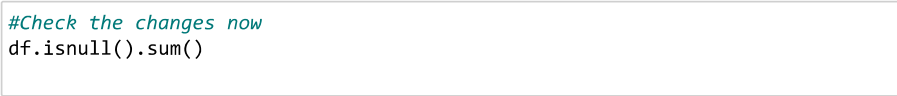 #Check the changes now
df.isnull().sum()